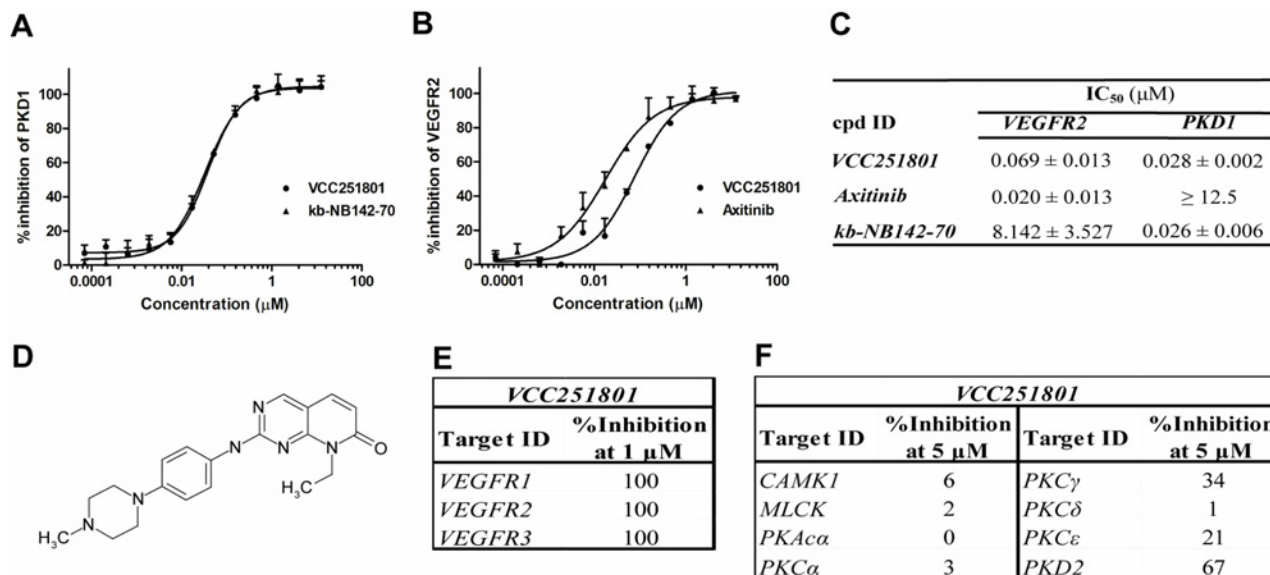 A
% inhibition of PKD1
100
80
60
40
20
0
0.0001
0.01
1
100
Concentration (µM)
VCC251801
kb-NB142-70
B
% inhibition of VEGFR2
100
80
60
40
20
0
0.0001
0.01
1
100
Concentration (µM)
VCC251801
Axitinib
C
IC50 (µM)
cpd ID VEGFR2 PKD1
VCC251801 0.069 ± 0.013 0.028 ± 0.002
Axitinib 0.020 ± 0.013 ≥ 12.5
kb-NB142-70 8.142 ± 3.527 0.026 ± 0.006
D
N
N
N
N
N
O
H3C
N
N
H3C
E
VCC251801
Target ID %Inhibition at 1 µM
VEGFR1 100
VEGFR2 100
VEGFR3 100
F
VCC251801
Target ID %Inhibition at 5 µM Target ID %Inhibition at 5 µM
CAMK1 6 PKCγ 34
MLCK 2 PKCδ 1
PKAcα 0 PKCε 21
PKCα 3 PKD2 67